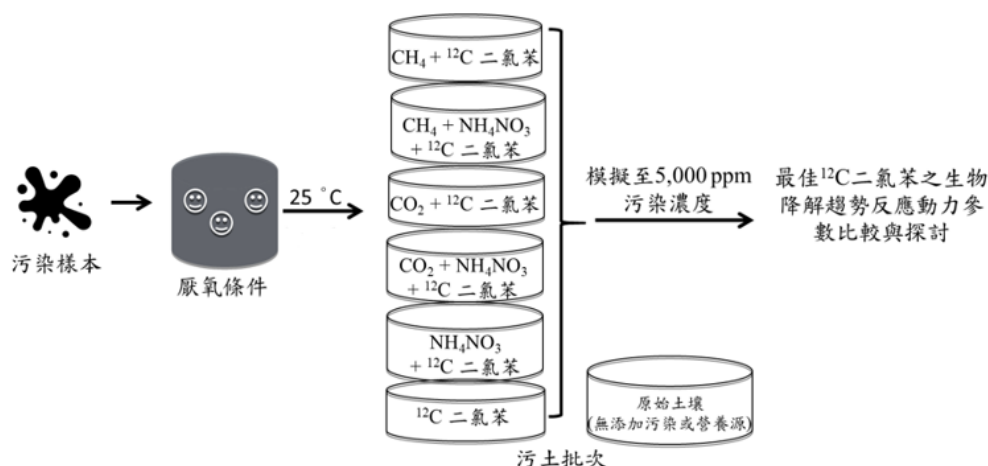 污染樣本
厭氧條件
25 °C
CH₄ + ¹²C 二氯苯
CH₄ + NH₄NO₃
+ ¹²C 二氯苯
CO₂ + ¹²C 二氯苯
CO₂ + NH₄NO₃
+ ¹²C 二氯苯
NH₄NO₃
+ ¹²C 二氯苯
¹²C 二氯苯
模擬至5,000 ppm
污染濃度
最佳¹²C二氯苯之生物
降解趨勢反應動力參
數比較與探討
原始土壤
(無添加污染或營養源)
污土批次